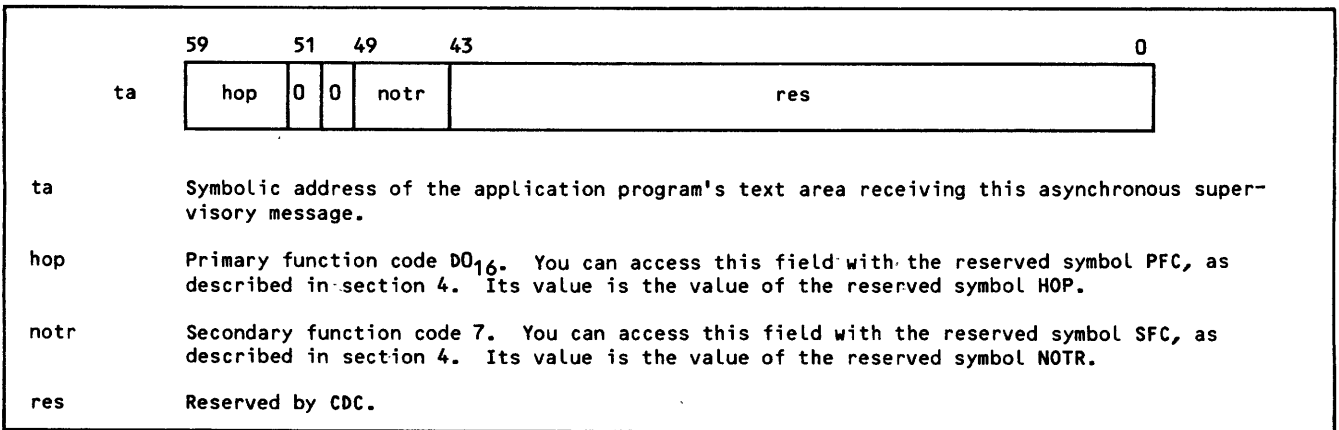 59 51 49 43 0
ta hop 0 0 notr res
ta Symbolic address of the application program's text area receiving this asynchronous super-
visory message.
hop Primary function code D0₁₆. You can access this field with the reserved symbol PFC, as
described in section 4. Its value is the value of the reserved symbol HOP.
notr Secondary function code 7. You can access this field with the reserved symbol SFC, as
described in section 4. Its value is the value of the reserved symbol NOTR.
res Reserved by CDC.